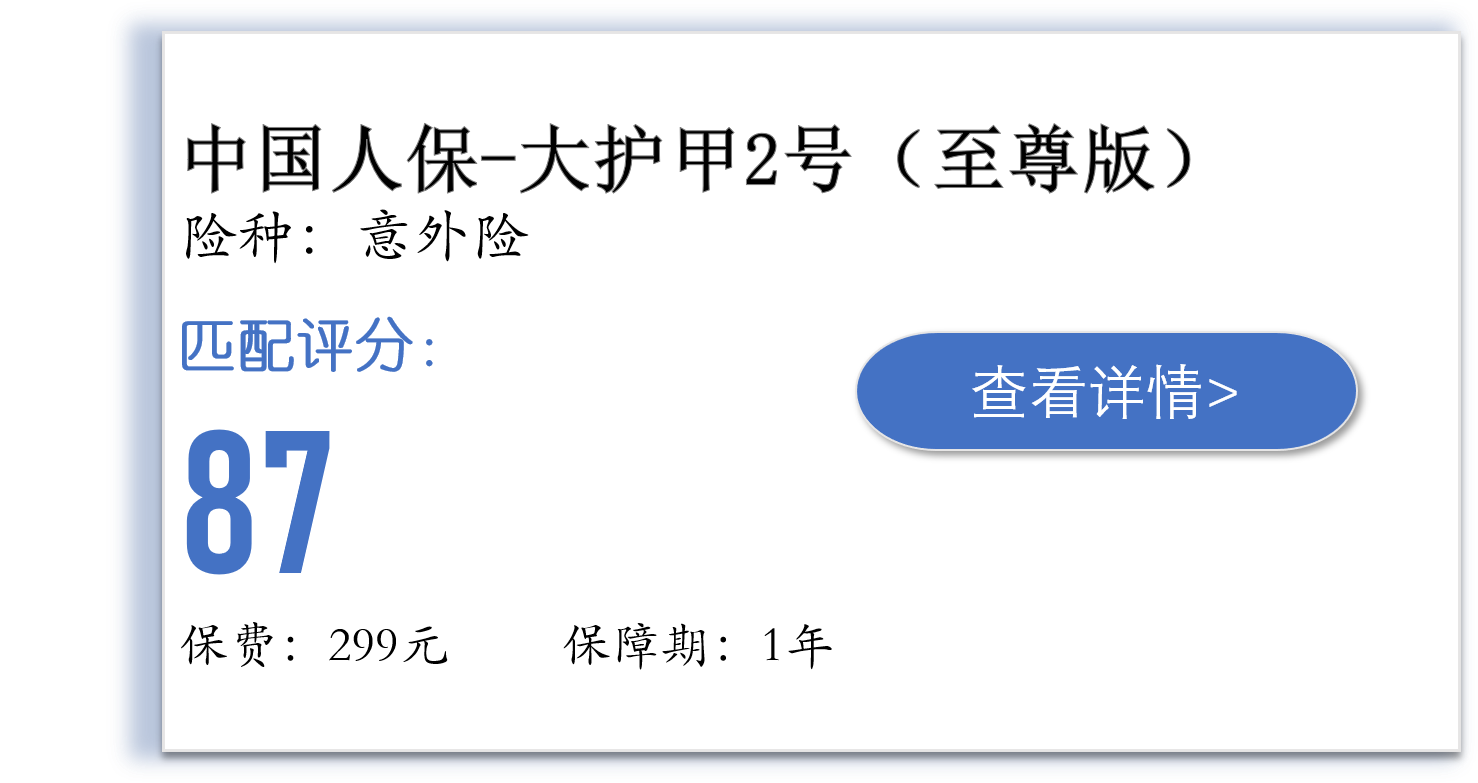 中国人保-大护甲2号（至尊版）
险种：意外险
匹配评分：
查看详情>
87
保费：299元 保障期：1年